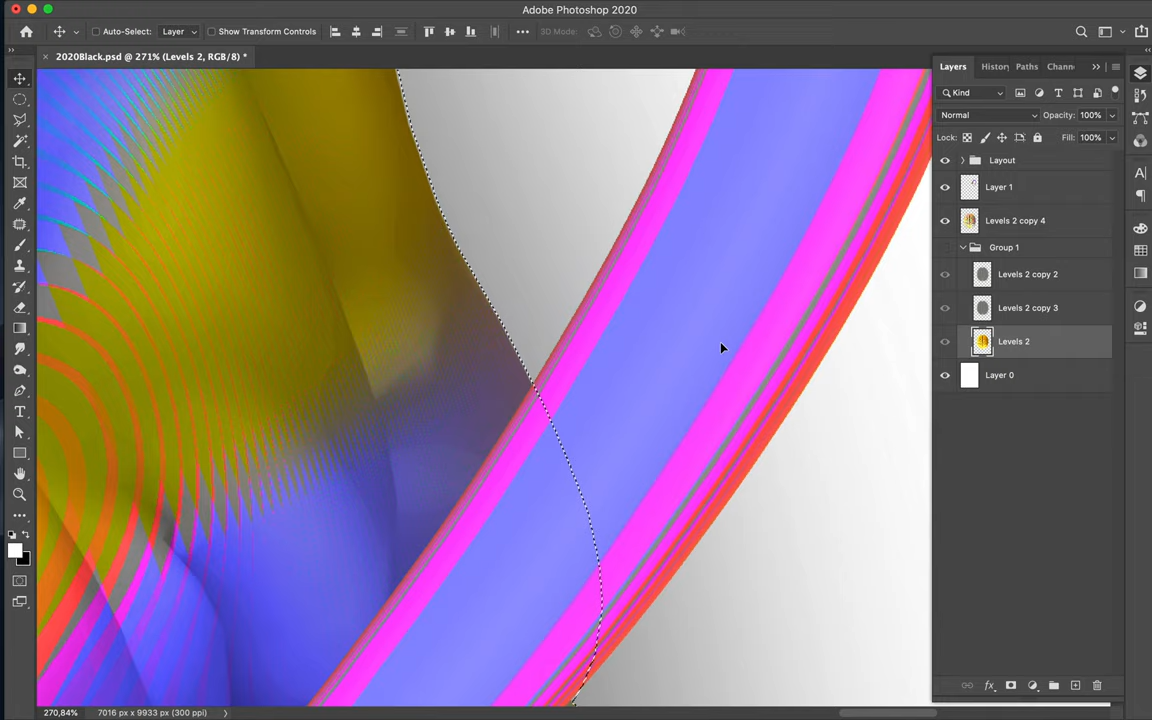 Adobe Photoshop 2020
Auto-Select: Layer Show Transform Controls 3D Mode:
2020Black.psd @ 271% (Levels 2, RGB/8) *
Layers Histor Paths Chann
Kind
Normal Opacity: 100%
Lock: Fill: 100%
Layout
Layer 1
Levels 2 copy 4
Group 1
Levels 2 copy 2
Levels 2 copy 3
Levels 2
Layer 0
270,84% 7016 px x 9933 px (300 ppi)